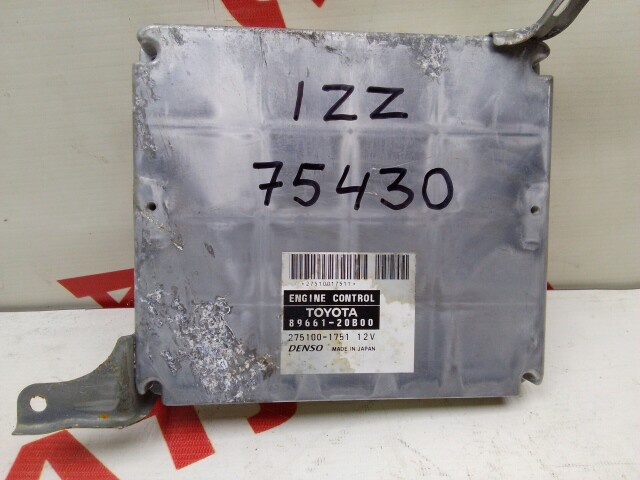 1ZZ
75430
ENGINE CONTROL
TOYOTA
89661-20B00
275100-1751 12V
DENSO MADE IN JAPAN